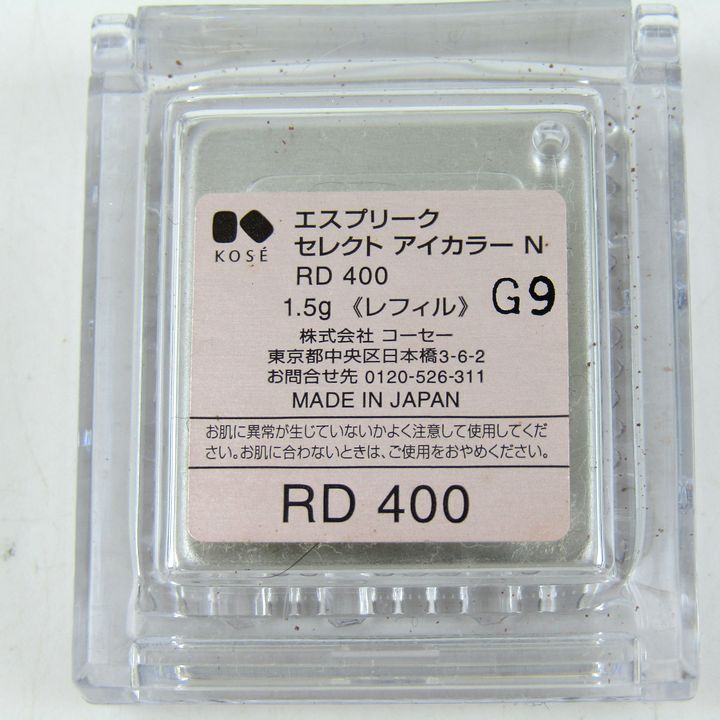 エスプリーク
KOSÉ セレクト アイカラー N
RD 400
1.5g 《レフィル》 G9
株式会社 コーセー
東京都中央区日本橋3-6-2
お問合せ先 0120-526-311
MADE IN JAPAN
お肌に異常が生じていないかよく注意して使用してくだ
さい。お肌に合わないときは、ご使用をおやめください。
RD 400